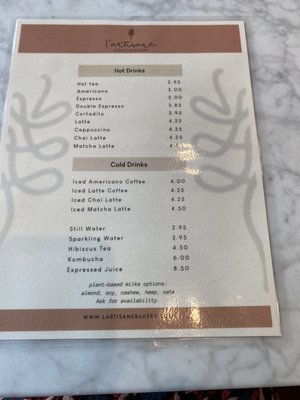 l'artisane
CREATIVE BAKERY
Hot Drinks
Hot tea 2.95
Americano 3.00
Espresso 3.00
Double Espresso 3.85
Cortadito 3.95
Latte 4.25
Cappuccino 4.25
Chai Latte 4.25
Matcha Latte
Cold Drinks
Iced Americano Coffee 4.00
Iced Latte Coffee 4.25
Iced Chai Latte 4.25
Iced Matcha Latte 4.50
Still Water 2.95
Sparkling Water 2.95
Hibiscus Tea 4.50
Kombucha 6.00
Expressed Juice 8.50
plant-based milks options:
almond, soy, cashew, hemp, oats
Ask for availability.